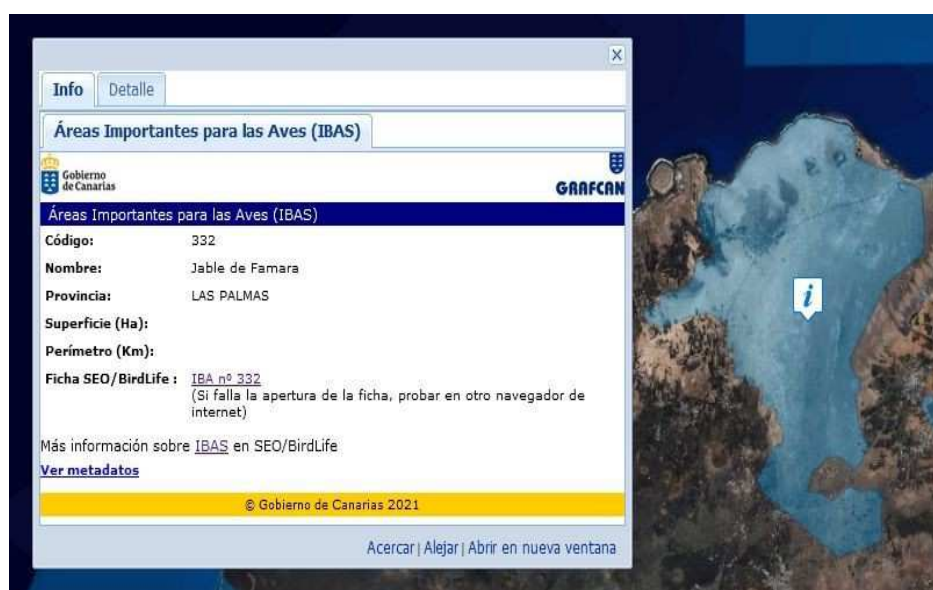 X
Info Detalle
Áreas Importantes para las Aves (IBAS)
Gobierno
de Canarias
GRAFCAN
Áreas Importantes para las Aves (IBAS)
Código: 332
Nombre: Jable de Famara
Provincia: LAS PALMAS
Superficie (Ha):
Perímetro (Km):
Ficha SEO/BirdLife : IBA nº 332
(Si falla la apertura de la ficha, probar en otro navegador de
internet)
Más información sobre IBAS en SEO/BirdLife
Ver metadatos
© Gobierno de Canarias 2021
Acercar | Alejar | Abrir en nueva ventana
i